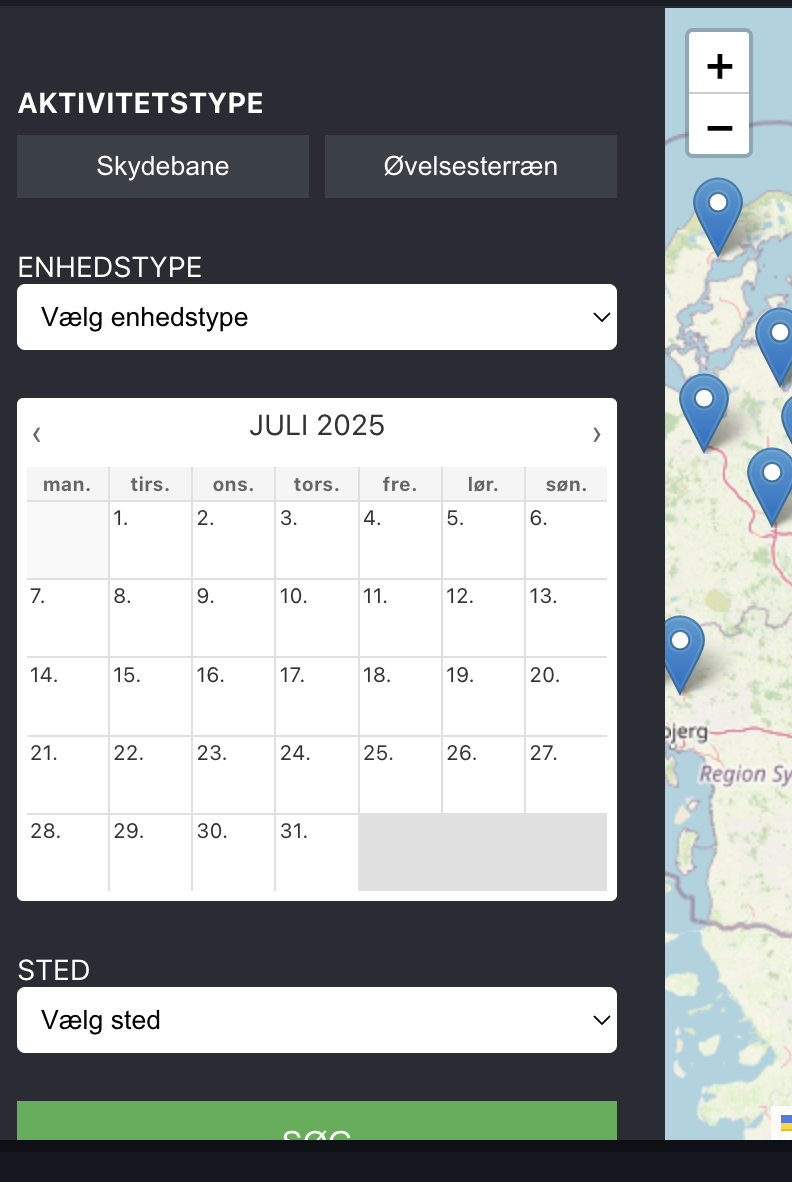 AKTIVITETSTYPE
Skydebane Øvelsesterræn
ENHEDSTYPE
Vælg enhedstype
‹ JULI 2025 ›
man. tirs. ons. tors. fre. lør. søn.
1. 2. 3. 4. 5. 6.
7. 8. 9. 10. 11. 12. 13.
14. 15. 16. 17. 18. 19. 20.
21. 22. 23. 24. 25. 26. 27.
28. 29. 30. 31.
STED
Vælg sted
SØG
+
−
bjerg
Region Sy